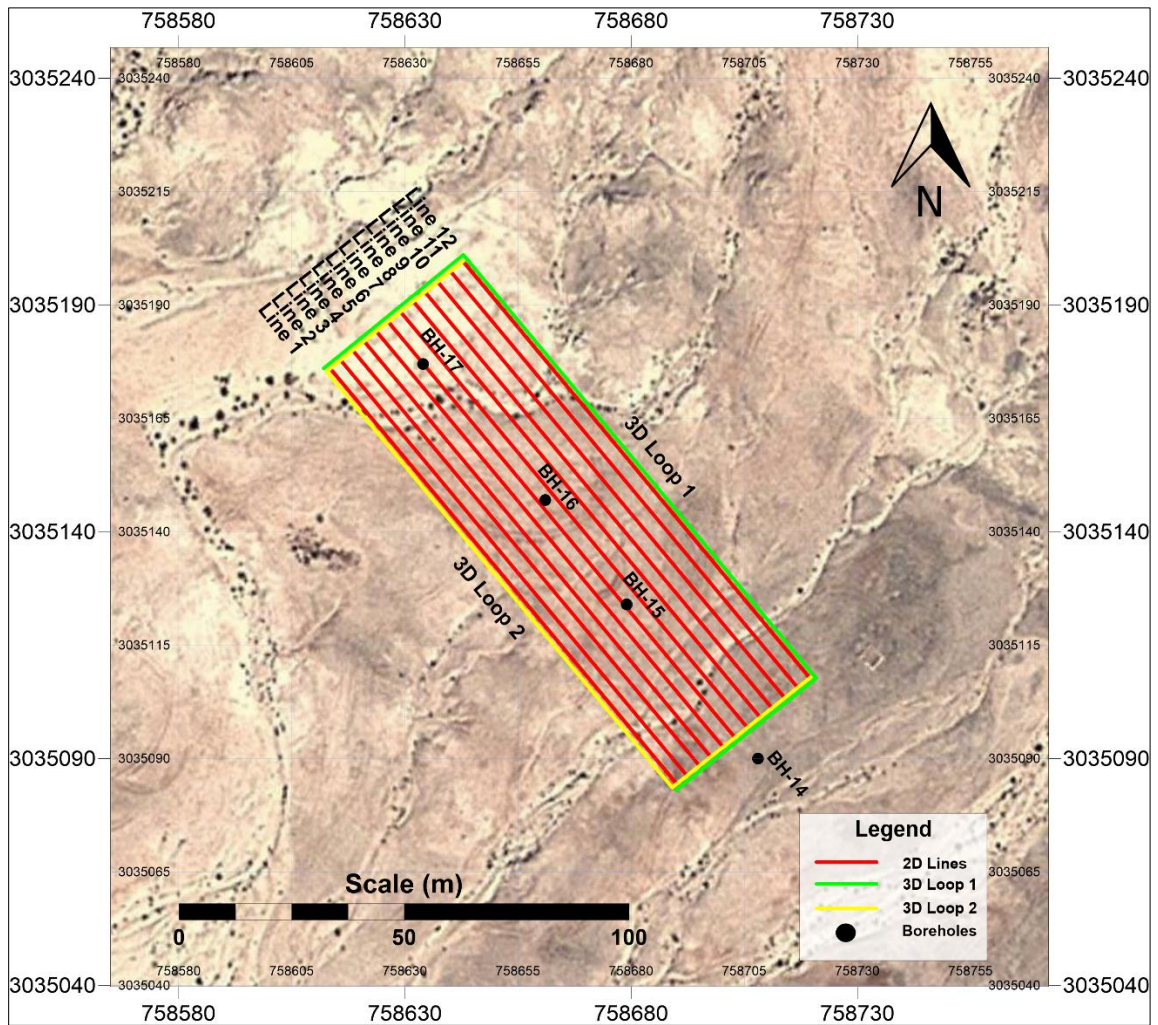 758580 758630 758680 758730
758580 758605 758630 758655 758680 758705 758730 758755
3035240 3035240 3035240 3035240
3035215 3035215
N
Line 12
Line 11
Line 10
Line 9
Line 8
Line 7
Line 6
Line 5
Line 4
Line 3
Line 2
Line 1
3035190 3035190 3035190 3035190
BH-17
3035165 3035165
3D Loop 1
BH-16
3035140 3035140 3035140 3035140
3D Loop 2
BH-15
3035115 3035115
3035090 3035090 3035090 3035090
BH-14
Legend
2D Lines
3D Loop 1
3D Loop 2
Boreholes
3035065 3035065
Scale (m)
0 50 100
758580 758605 758630 758655 758680 758705 758730 758755
3035040 3035040 3035040 3035040
758580 758630 758680 758730